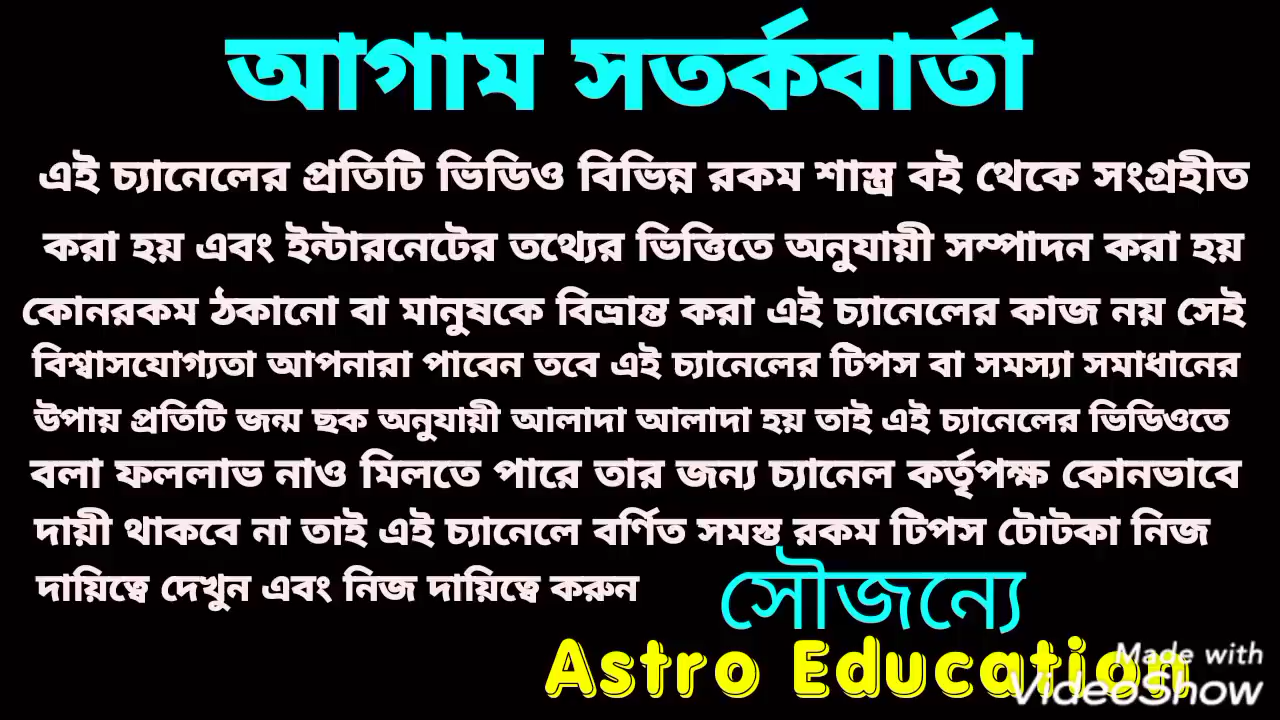 আগাম সতর্কবার্তা
এই চ্যানেলের প্রতিটি ভিডিও বিভিন্ন রকম শাস্ত্র বই থেকে সংগ্রহীত
করা হয় এবং ইন্টারনেটের তথ্যের ভিত্তিতে অনুযায়ী সম্পাদন করা হয়
কোনরকম ঠকানো বা মানুষকে বিভ্রান্ত করা এই চ্যানেলের কাজ নয় সেই
বিশ্বাসযোগ্যতা আপনারা পাবেন তবে এই চ্যানেলের টিপস বা সমস্যা সমাধানের
উপায় প্রতিটি জন্ম ছক অনুযায়ী আলাদা আলাদা হয় তাই এই চ্যানেলের ভিডিওতে
বলা ফললাভ নাও মিলতে পারে তার জন্য চ্যানেল কর্তৃপক্ষ কোনভাবে
দায়ী থাকবে না তাই এই চ্যানেলে বর্ণিত সমস্ত রকম টিপস টোটকা নিজ
দায়িত্বে দেখুন এবং নিজ দায়িত্বে করুন
সৌজন্যে
Astro Education
Made with
VideoShow